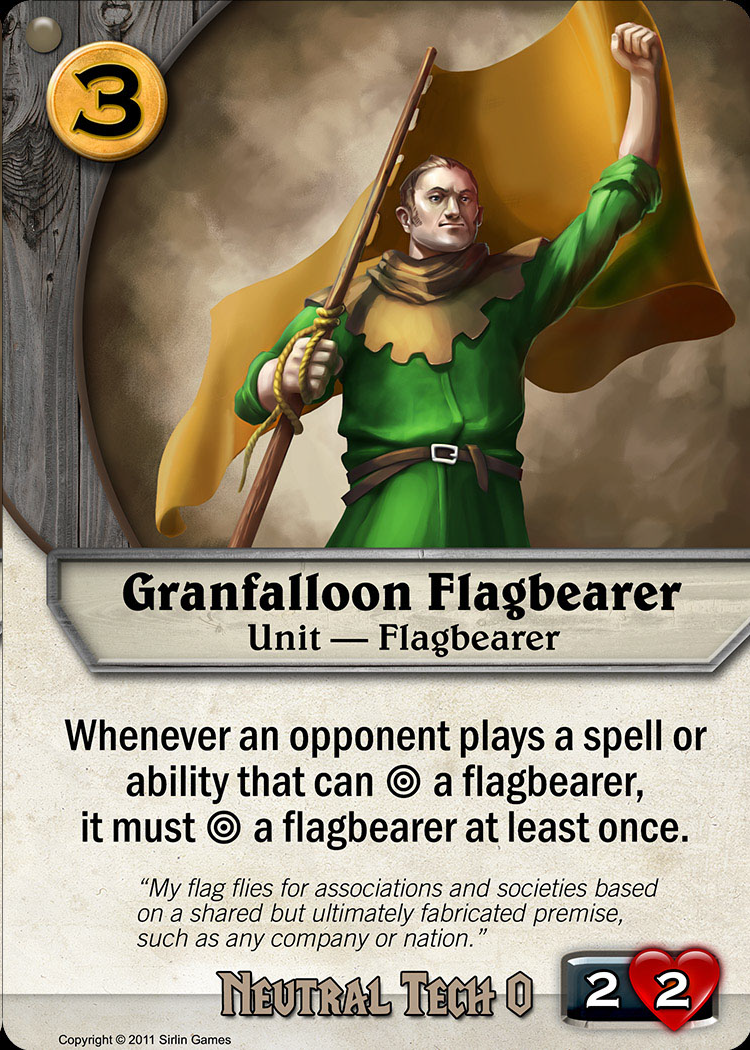 3
Granfalloon Flagbearer
Unit — Flagbearer
Whenever an opponent plays a spell or
ability that can ◎ a flagbearer,
it must ◎ a flagbearer at least once.
“My flag flies for associations and societies based
on a shared but ultimately fabricated premise,
such as any company or nation.”
Neutral Tech 0
2 2
Copyright © 2011 Sirlin Games